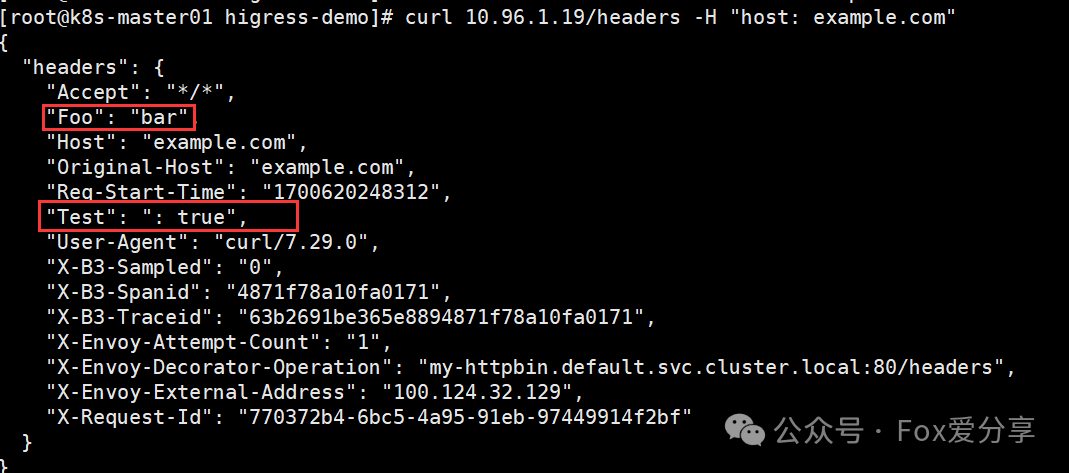 [root@k8s-master01 higress-demo]# curl 10.96.1.19/headers -H "host: example.com"
{
  "headers": {
    "Accept": "*/*",
    "Foo": "bar",
    "Host": "example.com",
    "Original-Host": "example.com",
    "Req-Start-Time": "1700620248312",
    "Test": ": true",
    "User-Agent": "curl/7.29.0",
    "X-B3-Sampled": "0",
    "X-B3-Spanid": "4871f78a10fa0171",
    "X-B3-Traceid": "63b2691be365e8894871f78a10fa0171",
    "X-Envoy-Attempt-Count": "1",
    "X-Envoy-Decorator-Operation": "my-httpbin.default.svc.cluster.local:80/headers",
    "X-Envoy-External-Address": "100.124.32.129",
    "X-Request-Id": "770372b4-6bc5-4a95-91eb-97449914f2bf"
  }
}
公众号 · Fox爱分享